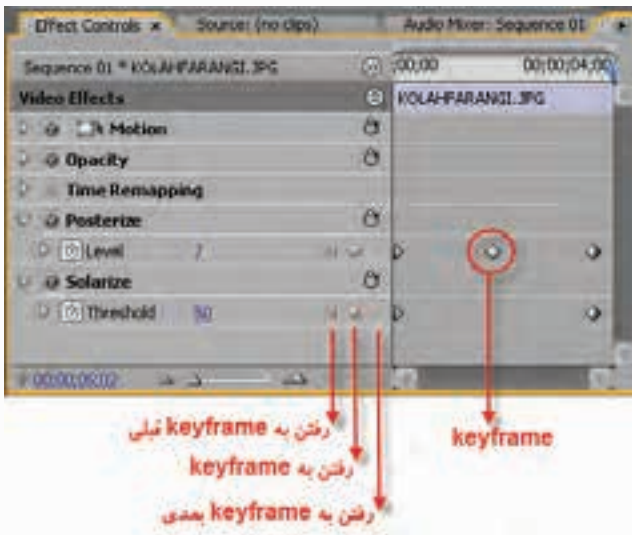 Effect Controls × Source: (no clips) Audio Mixer: Sequence 01
Sequence 01 * KOLAHFARANGI.JPG ;00;00 00;00;04;00
Video Effects KOLAHFARANGI.JPG
Motion
Opacity
Time Remapping
Posterize
Level 7
Solarize
Threshold 50
00;00;05;02
رفتن به keyframe قبلی keyframe
رفتن به keyframe
رفتن به keyframe بعدی